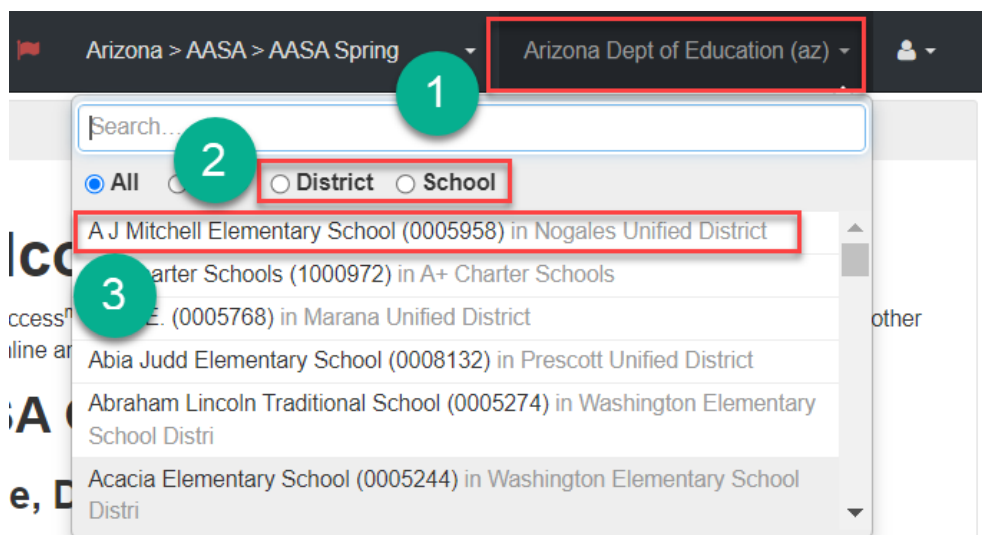 Arizona > AASA > AASA Spring
Arizona Dept of Education (az)
1
Search...
2
All
District
School
A J Mitchell Elementary School (0005958) in Nogales Unified District
arter Schools (1000972) in A+ Charter Schools
3
E. (0005768) in Marana Unified District
Abia Judd Elementary School (0008132) in Prescott Unified District
Abraham Lincoln Traditional School (0005274) in Washington Elementary
School Distri
Acacia Elementary School (0005244) in Washington Elementary School
Distri
lco
ccess
other
line ar
A
e, D